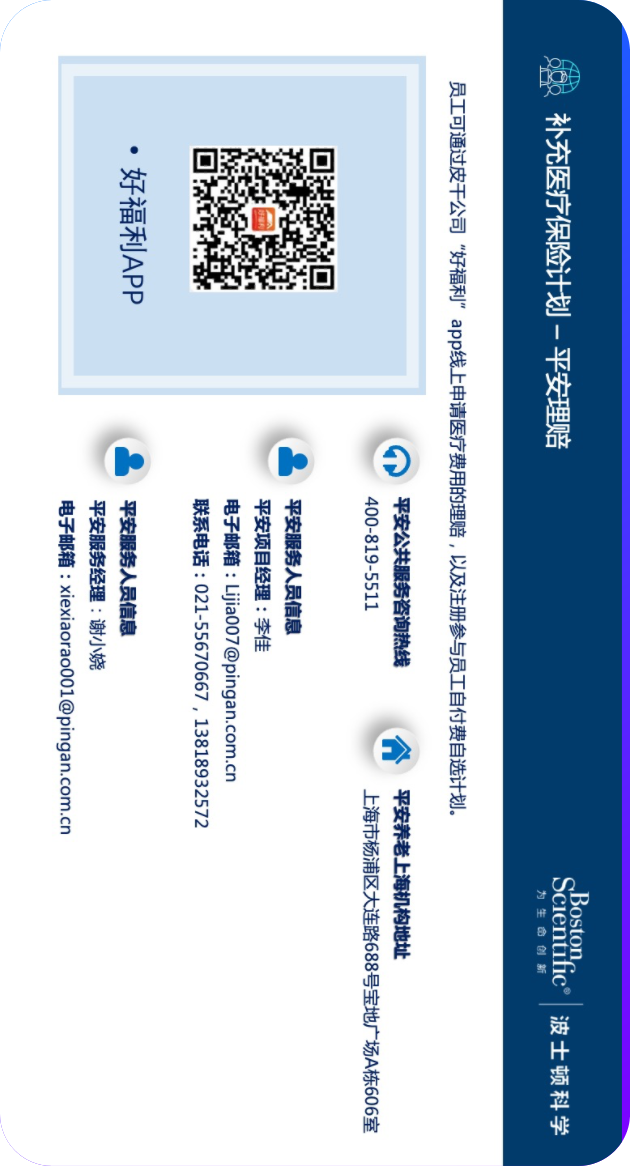 补充医疗保险计划 – 平安理赔
Boston
Scientific®
为生命创新
波士顿科学
员工可通过皮干公司“好福利”app线上申请医疗费用的理赔，以及注册参与员工自付费自选计划。
好福利
• 好福利APP
平安公共服务咨询热线
400-819-5511
平安养老上海机构地址
上海市杨浦区大连路688号宝地广场A栋606室
平安服务人员信息
平安项目经理：李佳
电子邮箱：Lijia007@pingan.com.cn
联系电话：021-55670667，13818932572
平安服务人员信息
平安服务经理：谢小娆
电子邮箱：xiexiaorao001@pingan.com.cn